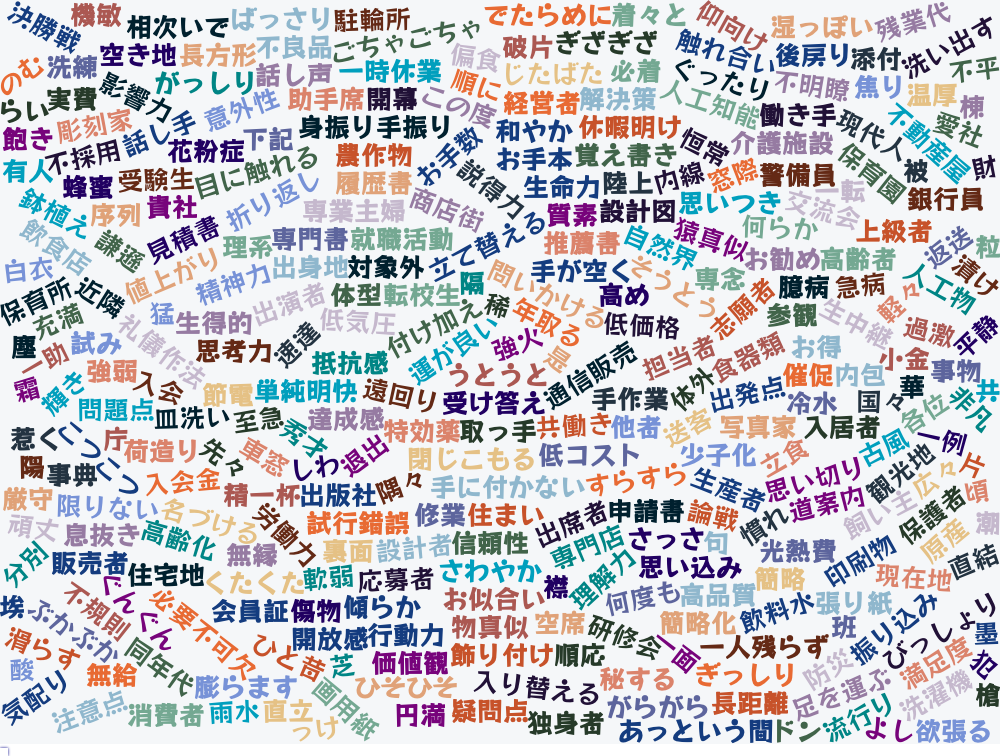 決勝戦
機敏
相次いで
ばっさり
駐輪所
でたらめに
着々と
仰向け
湿っぽい
残業代
空き地
長方形
不良品
ごちゃごちゃ
偏食
破片
ぎざぎざ
触れ合い
後戻り
添付
洗い出す
のむ
洗練
影響力
がっしり
話し声
一時休業
順に
じたばた
必着
ぐったり
不明瞭
焦り
不平
らい
実費
意外性
助手席
開幕
この度
経営者
解決策
人工知能
働き手
温厚
棟
飽き
彫刻家
話し手
下記
身振り手振り
和やか
休暇明け
恒常
介護施設
現代人
不動産屋
愛社
有人
不採用
花粉症
目に触れる
農作物
お手数
お手本
覚え書き
内線
窓際
警備員
保育園
被
財
蜂蜜
受験生
履歴書
説得力
生命力
陸上
一転
銀行員
鉢植え
序列
貴社
折り返し
専業主婦
商店街
る
質素
設計図
思いつき
交流会
飲食店
謙遜
見積書
理系
専門書
就職活動
立て替える
推薦書
自然界
猿真似
何らか
上級者
返送
粒
白衣
値上がり
精神力
出身地
対象外
隔
問いかける
手が空く
そうとう
専念
お勧め
高齢者
人工物
漬け
保育所
近隣
猛
出演者
体型
転校生
稀
高め
志願者
臆病
急病
軽々
充満
礼儀作法
生得的
低気圧
付け加え
年取る
低価格
参観
生中継
過激
平静
塵
一助
試み
思考力
速達
抵抗感
運が良い
強火
是
通信販売
担当者
食器類
お得
小金
事物
霜
輝き
強弱
入会
節電
単純明快
遠回り
うとうと
受け答え
手作業
体外
出発点
催促
内包
華
共
問題点
皿洗い
至急
達成感
冷水
国々
各位
非凡
惹く
こつこつ
庁
荷造り
先々
秀才
特効薬
取っ手
共働き
他者
送客
写真家
入居者
古風
一例
陽
事典
車窓
しわ
退出
閉じこもる
低コスト
少子化
立食
思い切り
観光地
広々
片
厳守
限りない
入会金
精一杯
出版社
隅々
手に付かない
すらすら
生産者
道案内
頃
頑丈
息抜き
名づける
労働力
試行錯誤
修業
住まい
出席者
申請書
論戦
慣れ
飼い主
保護者
潮
分別
高齢化
無縁
裏面
設計者
信頼性
専門店
さっさ
句
光熱費
原産
直結
販売者
住宅地
くたくた
軟弱
応募者
さわやか
襟
理解力
思い込み
簡略
印刷物
現在地
埃
ぶかぶか
不規則
ぐんぐん
必要不可欠
会員証
傷物
傾らか
お似合い
何度も
高品質
飲料水
張り紙
滑らす
同年代
開放感
行動力
物真似
空席
研修会
簡略化
班
振り込み
びっしょり
墨
酸
無給
ひと昔
芝
価値観
飾り付け
順応
一面
一人残らず
防災
満足度
犯
気配り
膨らます
画用紙
ひそひそ
入り替える
秘する
ぎっしり
足を運ぶ
洗濯機
槍
注意点
消費者
雨水
直立
つけ
円満
疑問点
独身者
がらがら
長距離
あっという間
ドン
流行り
よし
欲張る